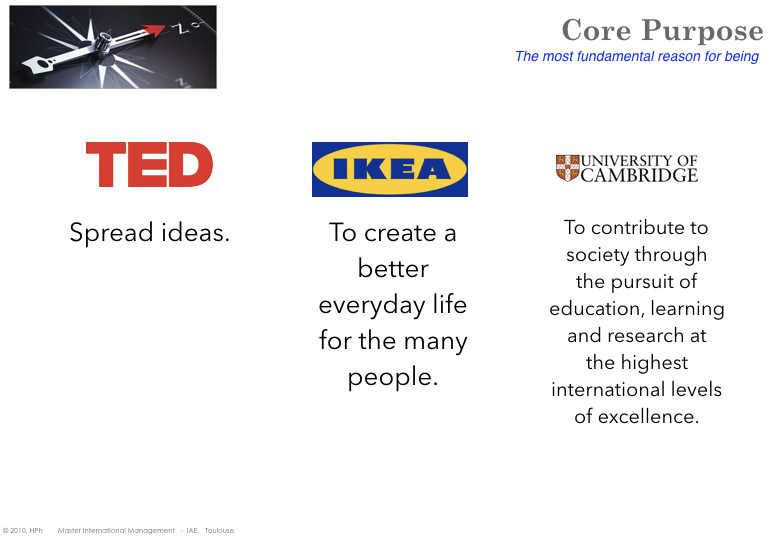 Core Purpose
The most fundamental reason for being
TED
Spread ideas.
IKEA
To create a
better
everyday life
for the many
people.
UNIVERSITY OF
CAMBRIDGE
To contribute to
society through
the pursuit of
education, learning
and research at
the highest
international levels
of excellence.
© 2010, HPh Master International Management - IAE, Toulouse